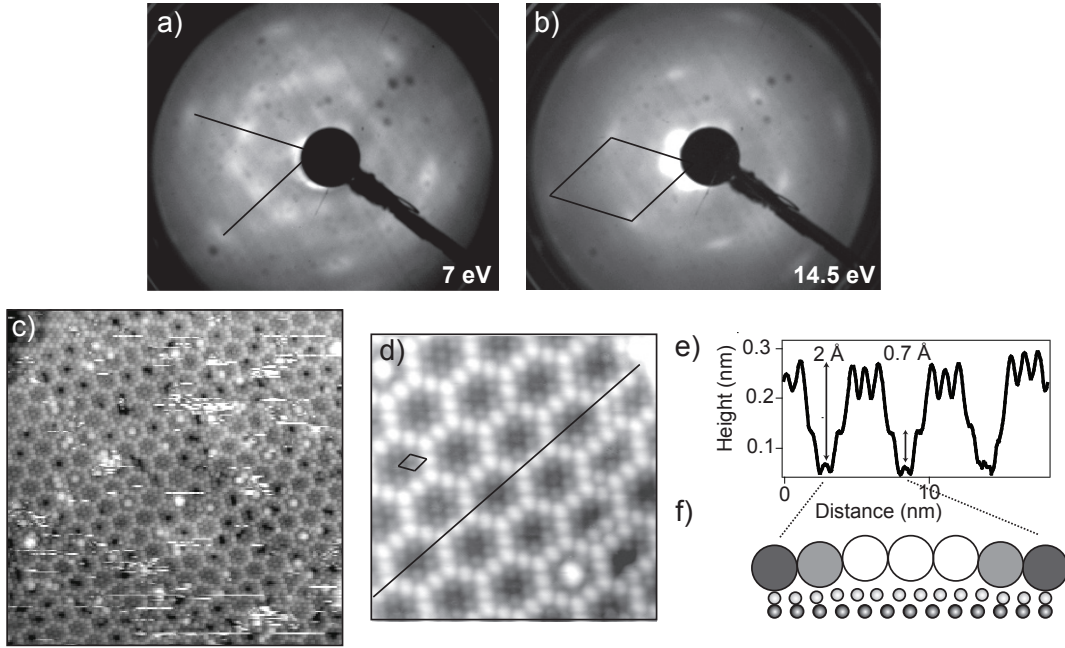 a)
7 eV
b)
14.5 eV
c)
d)
e)
Height (nm)
0.3
0.2
0.1
2 Å
0.7 Å
0
10
Distance (nm)
f)